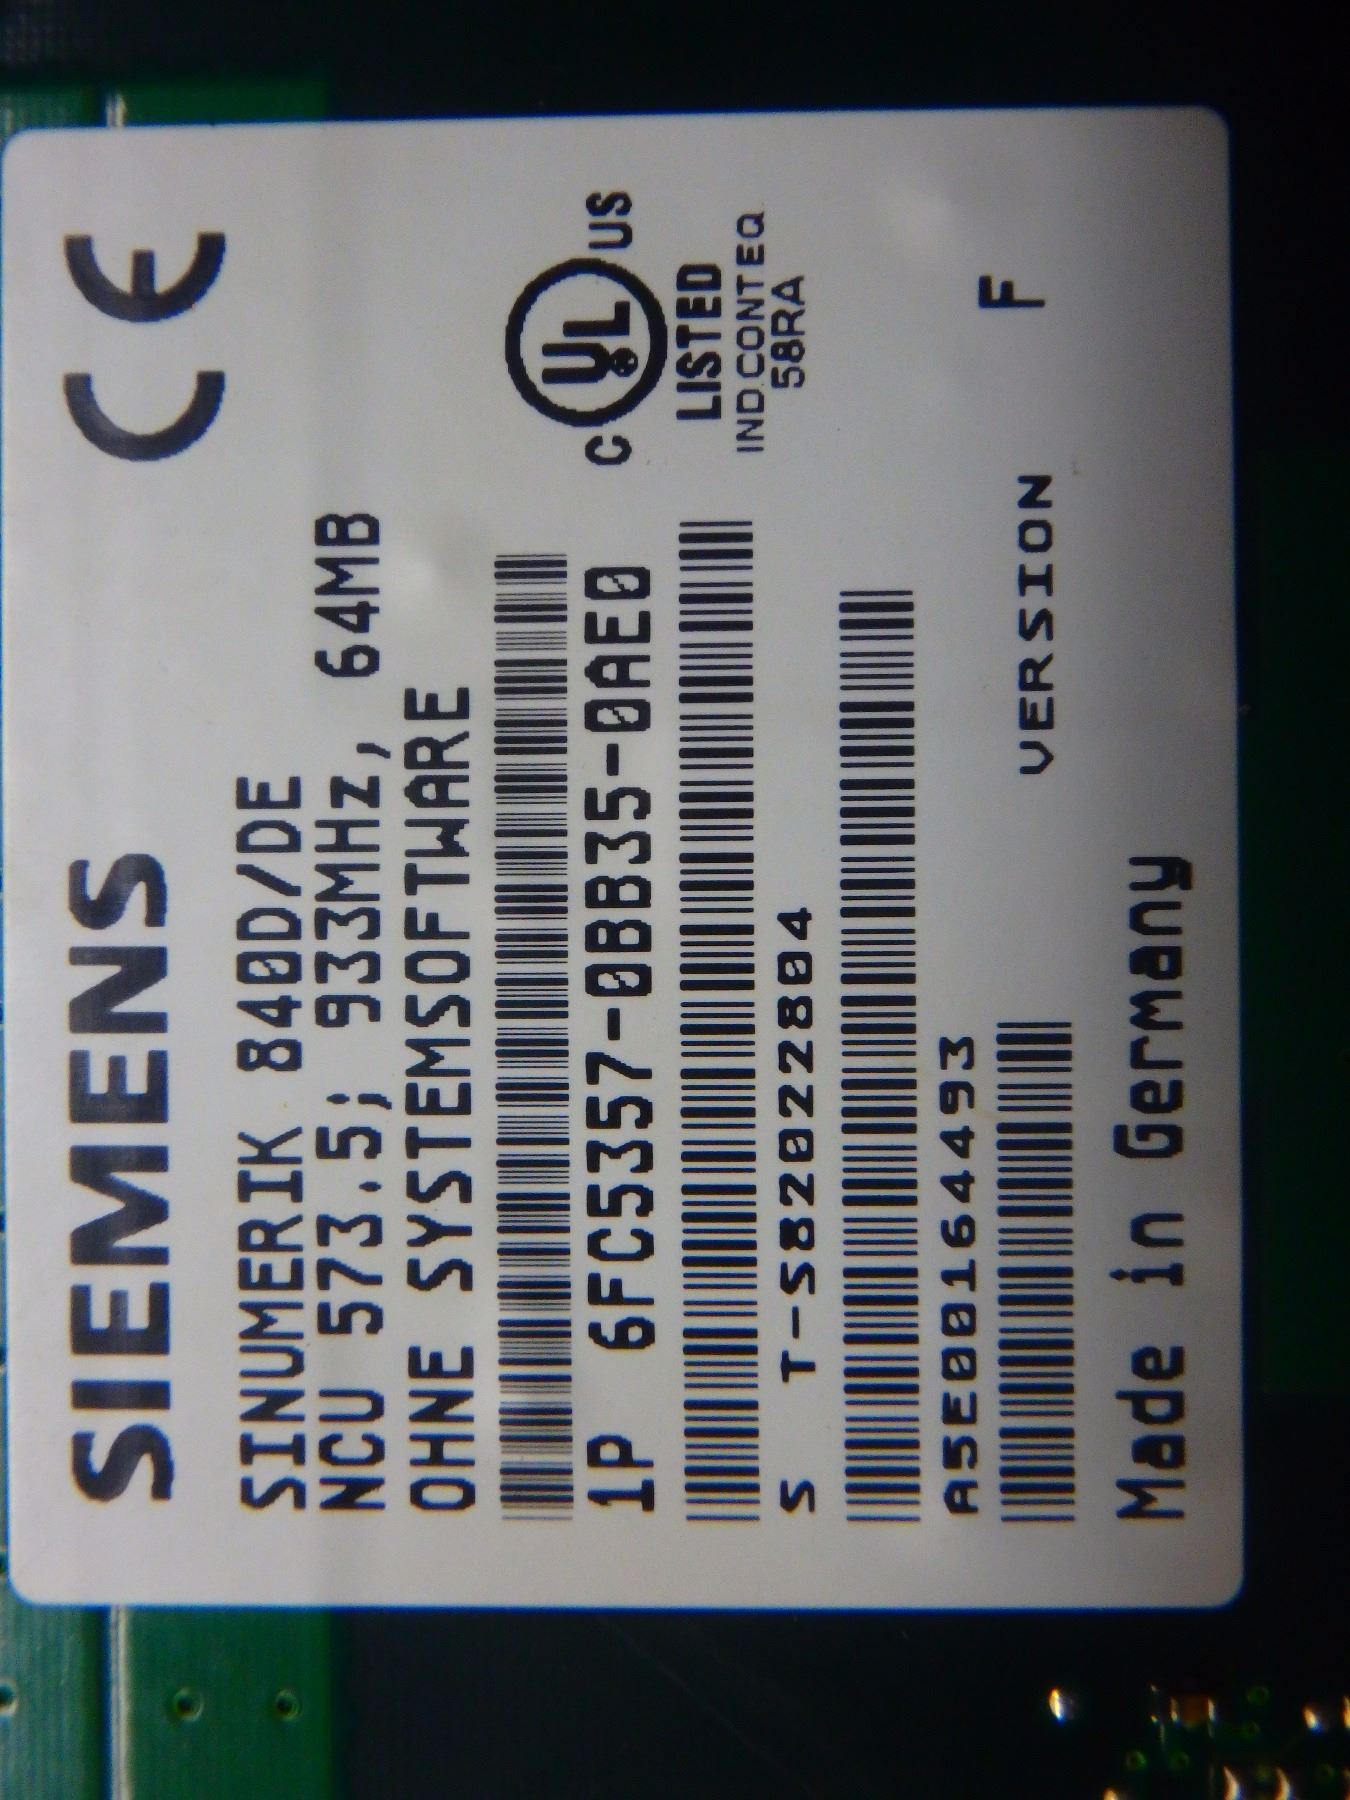 SIEMENS CE
SINUMERIK 840D/DE
NCU 573.5; 933MHz, 64MB
OHNE SYSTEMSOFTWARE
1P 6FC5357-0BB35-0AE0
C UL US
LISTED
IND.CONT.EQ
58RA
S T-S82022804
A5E00164493
VERSION F
Made in Germany